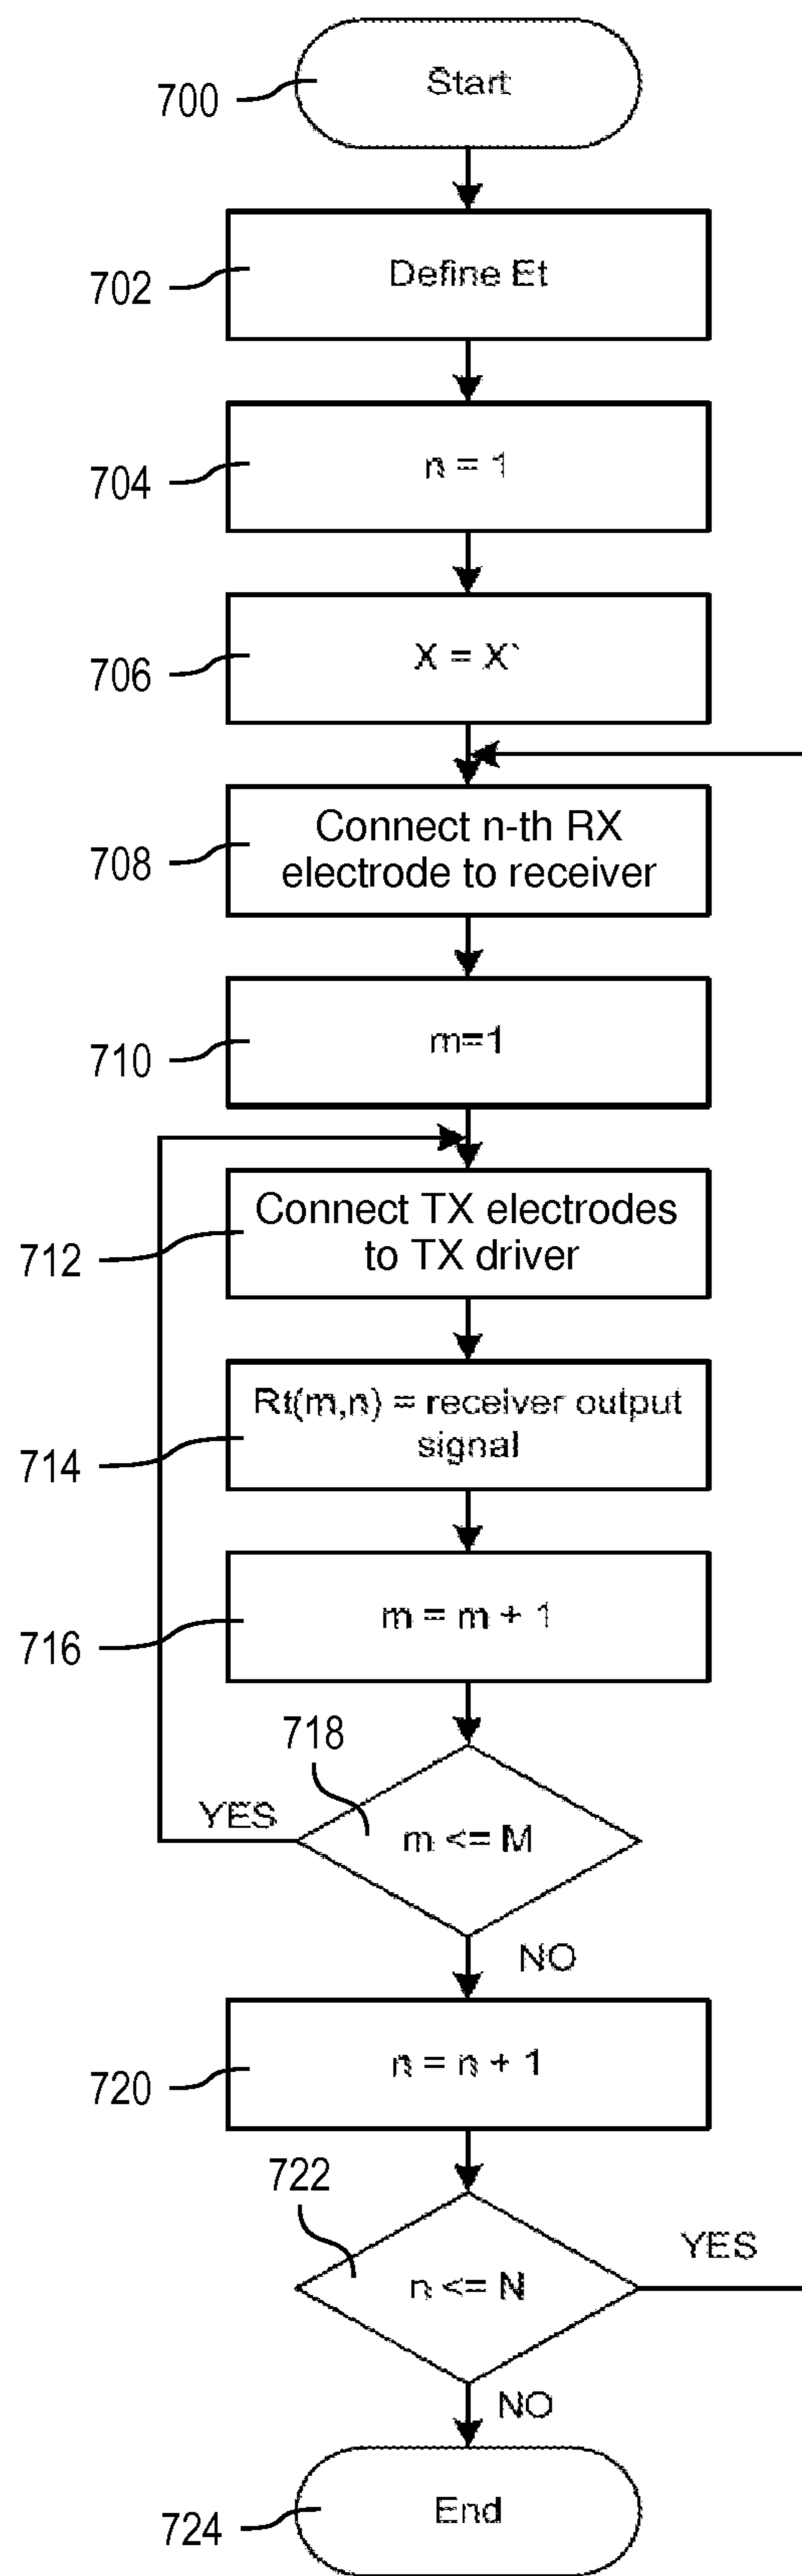 700
Start
702
Define Et
704
n = 1
706
X = X`
708
Connect n-th RX
electrode to receiver
710
m=1
712
Connect TX electrodes
to TX driver
714
Rt(m,n) = receiver output
signal
716
m = m + 1
718
YES
m <= M
NO
720
n = n + 1
722
YES
n <= N
NO
724
End